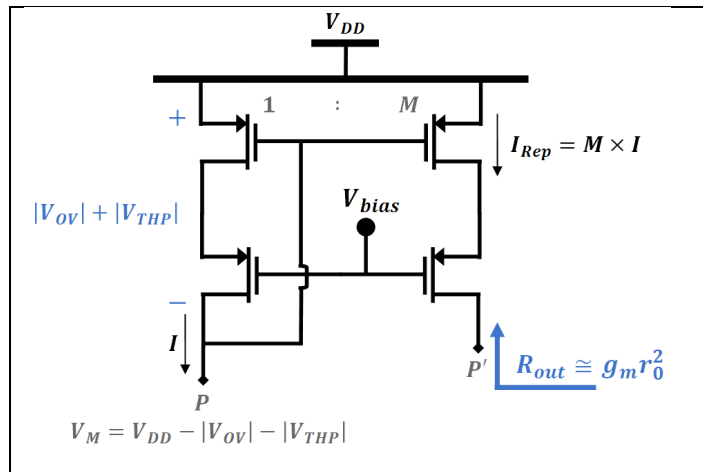 V_DD
1 : M
+
I_Rep = M × I
|V_OV| + |V_THP|
V_bias
−
I
P'
R_out ≅ g_m r_0^2
P
V_M = V_DD − |V_OV| − |V_THP|